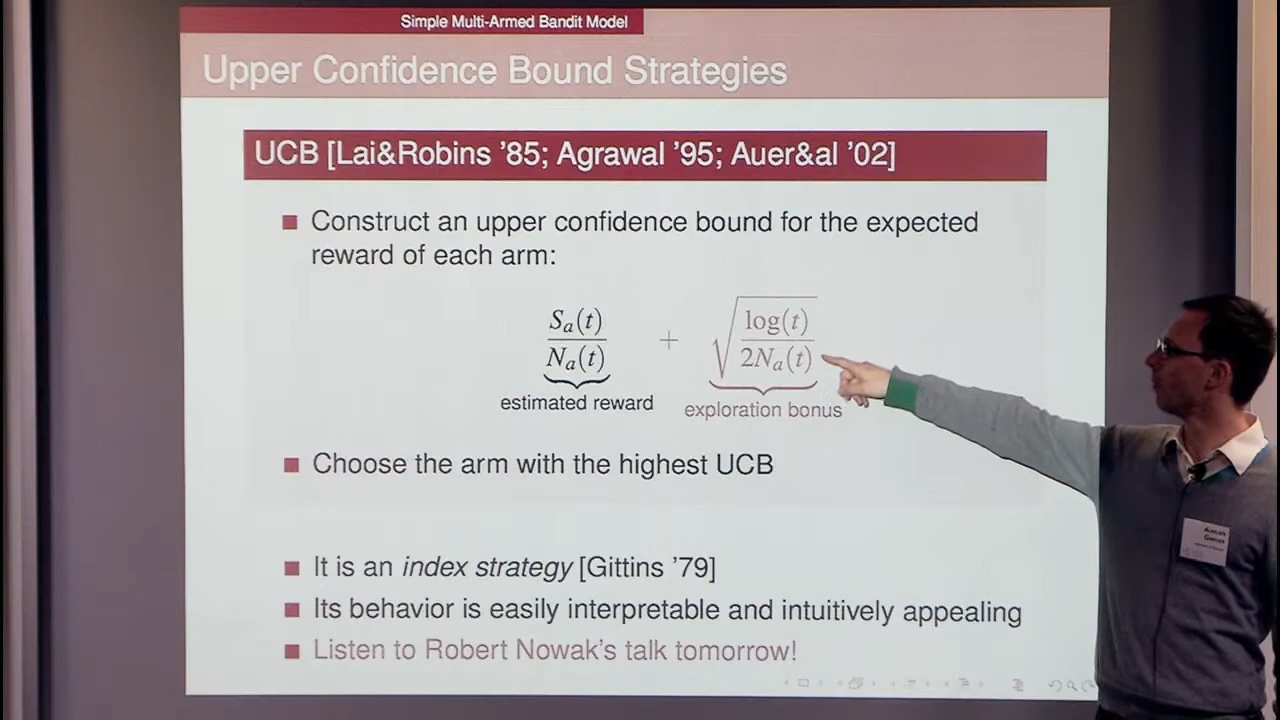 Simple Multi-Armed Bandit Model
Upper Confidence Bound Strategies
UCB [Lai&Robins '85; Agrawal '95; Auer&al '02]
Construct an upper confidence bound for the expected
reward of each arm:
Sa(t)/Na(t) + √(log(t)/2Na(t))
estimated reward exploration bonus
Choose the arm with the highest UCB
It is an index strategy [Gittins '79]
Its behavior is easily interpretable and intuitively appealing
Listen to Robert Nowak's talk tomorrow!